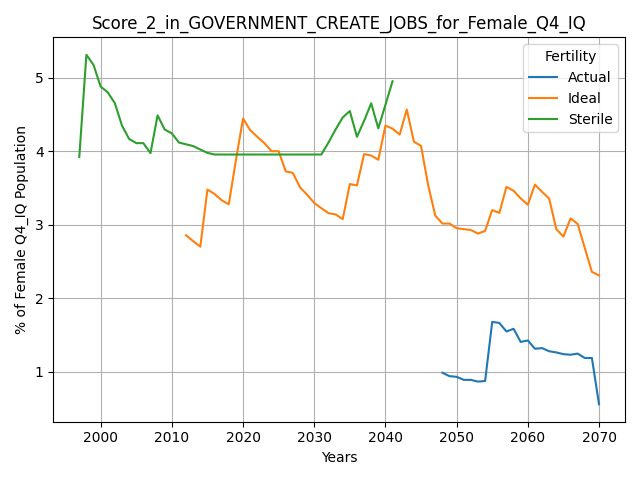 Score_2_in_GOVERNMENT_CREATE_JOBS_for_Female_Q4_IQ
Fertility
Actual
Ideal
Sterile
% of Female Q4_IQ Population
5
4
3
2
1
2000 2010 2020 2030 2040 2050 2060 2070
Years